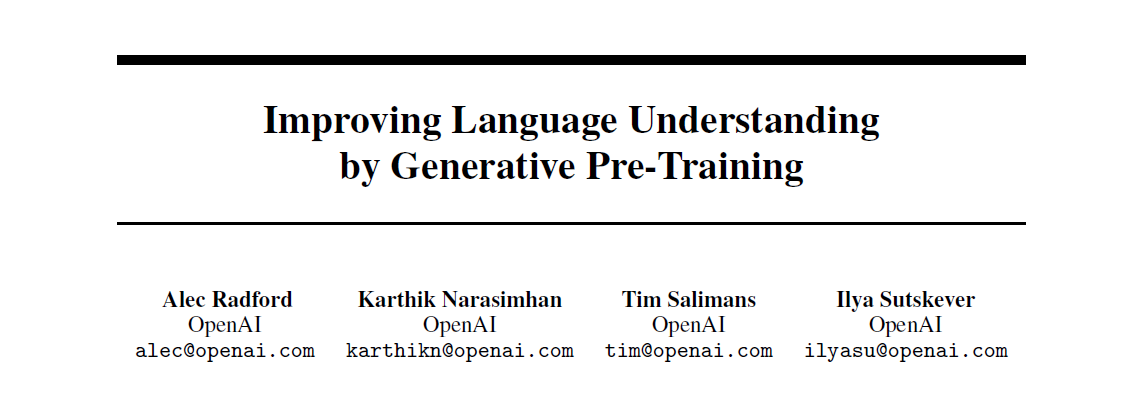 Improving Language Understanding
by Generative Pre-Training
Alec Radford
OpenAI
alec@openai.com
Karthik Narasimhan
OpenAI
karthikn@openai.com
Tim Salimans
OpenAI
tim@openai.com
Ilya Sutskever
OpenAI
ilyasu@openai.com